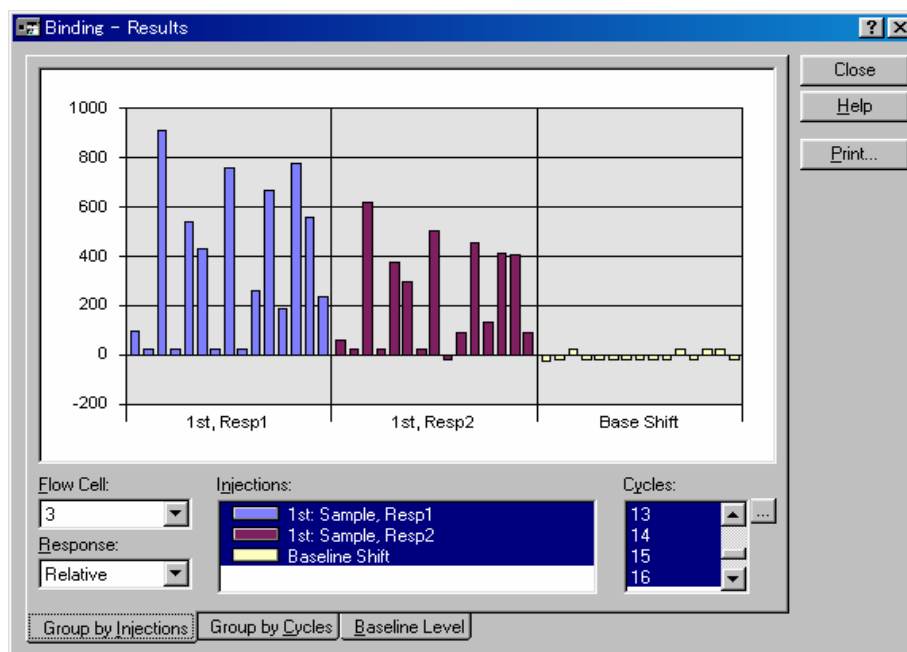 Binding - Results
Close
Help
Print...
1000
800
600
400
200
0
-200
1st, Resp1
1st, Resp2
Base Shift
Flow Cell:
3
Response:
Relative
Injections:
1st: Sample, Resp1
1st: Sample, Resp2
Baseline Shift
Cycles:
13
14
15
16
...
Group by Injections
Group by Cycles
Baseline Level